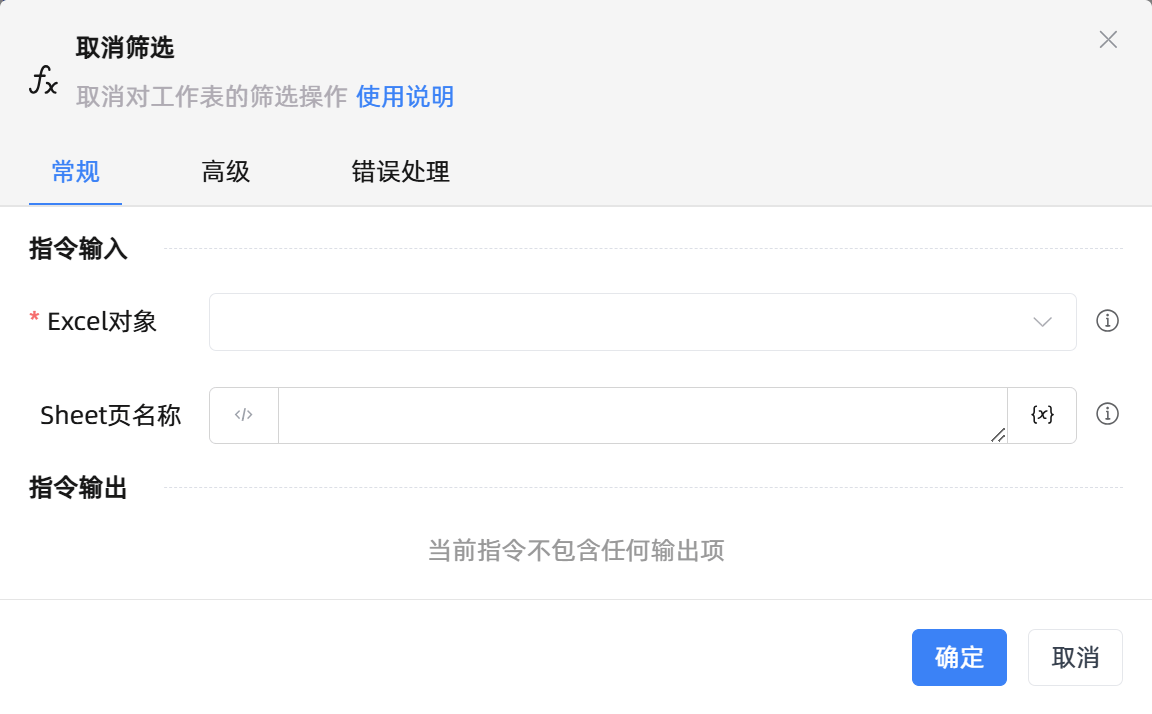 取消筛选
fx
取消对工作表的筛选操作 使用说明
常规 高级 错误处理
指令输入
* Excel对象
Sheet页名称 </> {x}
指令输出
当前指令不包含任何输出项
确定 取消